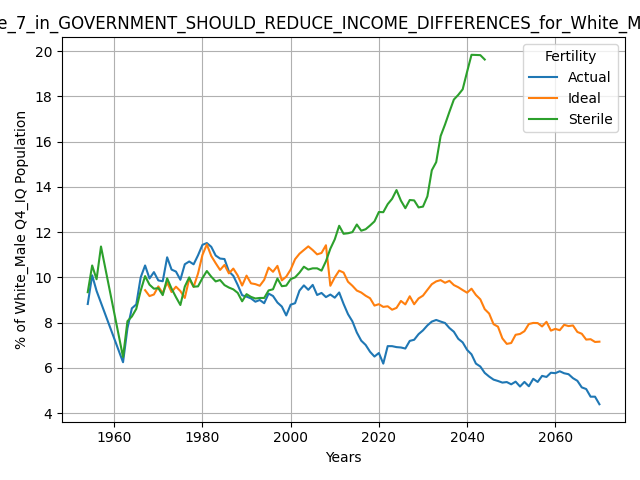 e_7_in_GOVERNMENT_SHOULD_REDUCE_INCOME_DIFFERENCES_for_White_M
% of White_Male Q4_IQ Population
20
18
16
14
12
10
8
6
4
Fertility
Actual
Ideal
Sterile
1960 1980 2000 2020 2040 2060
Years